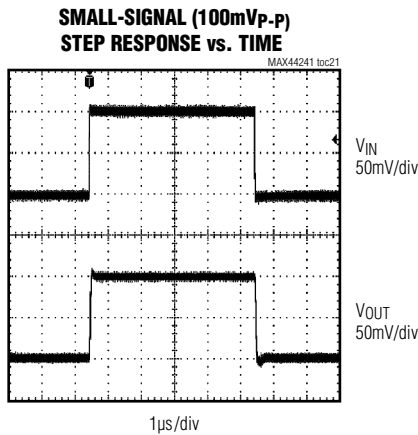 SMALL-SIGNAL (100mVP-P)
STEP RESPONSE vs. TIME
MAX44241 toc21
T
VIN
50mV/div
VOUT
50mV/div
1µs/div